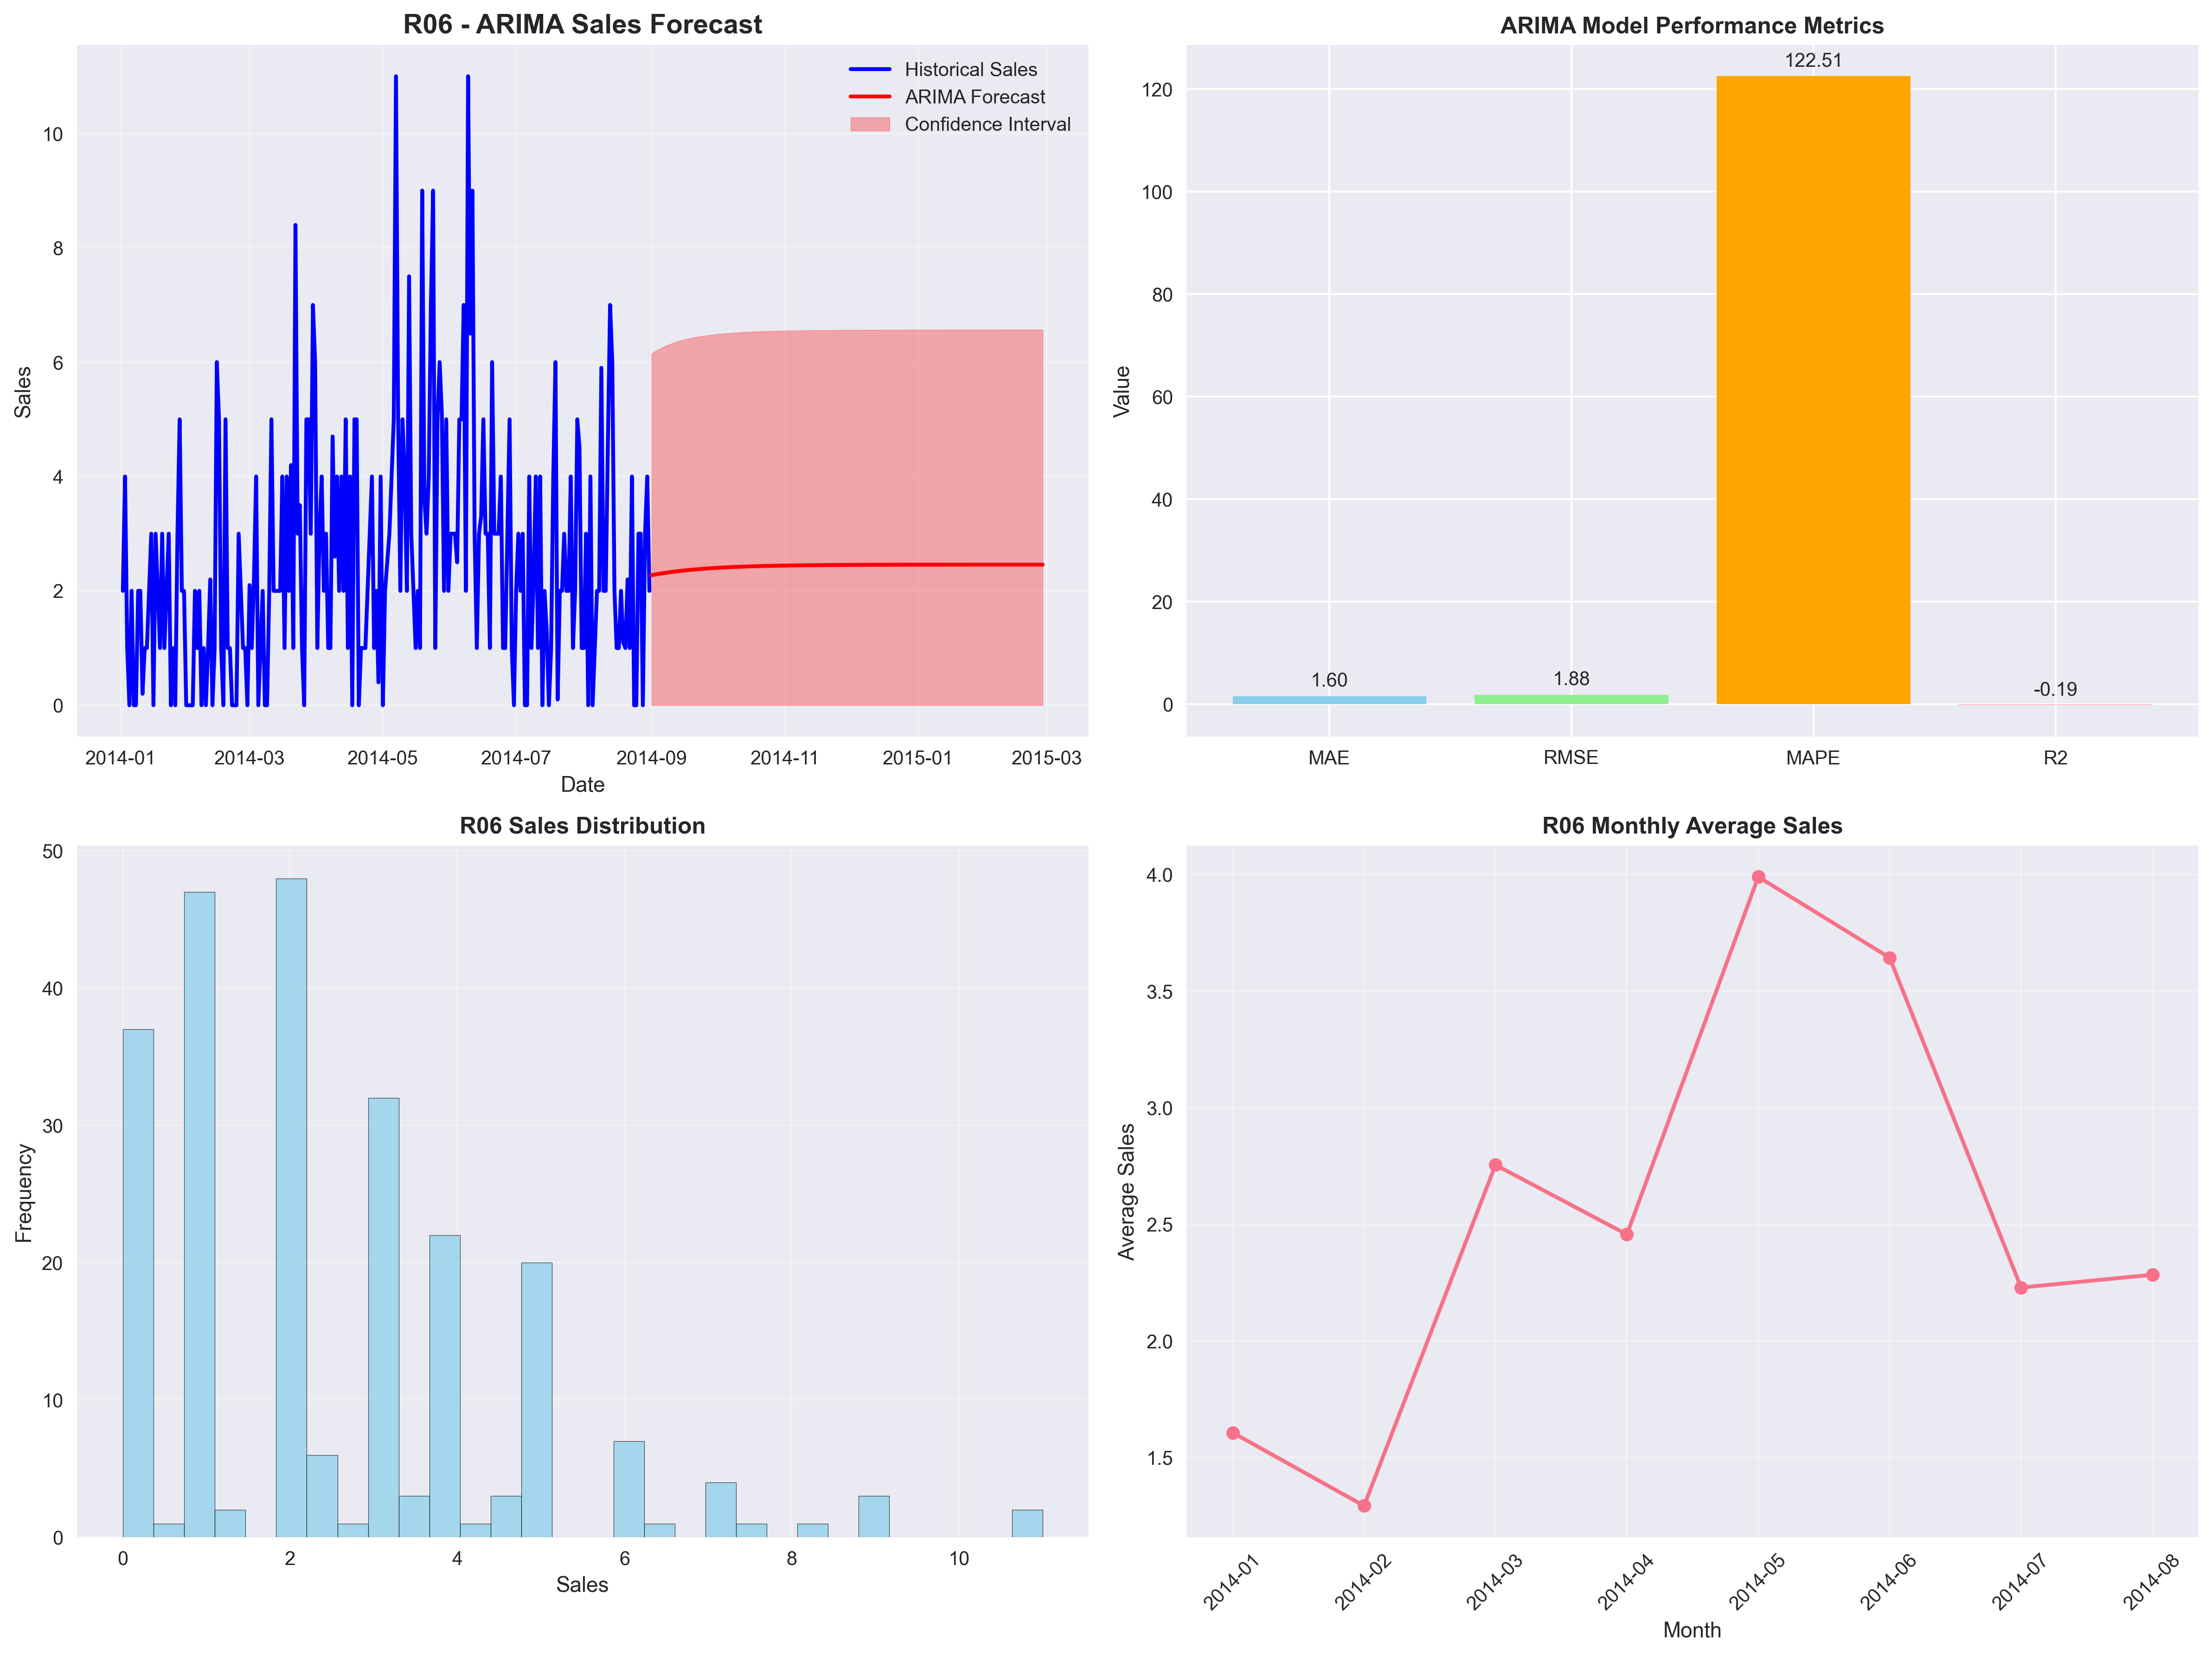 R06 - ARIMA Sales Forecast
Historical Sales
ARIMA Forecast
Confidence Interval
10
8
6
4
2
0
Sales
2014-01 2014-03 2014-05 2014-07 2014-09 2014-11 2015-01 2015-03
Date
ARIMA Model Performance Metrics
120
100
80
60
40
20
0
Value
1.60
1.88
122.51
-0.19
MAE RMSE MAPE R2
R06 Sales Distribution
50
40
30
20
10
0
Frequency
0 2 4 6 8 10
Sales
R06 Monthly Average Sales
4.0
3.5
3.0
2.5
2.0
1.5
Average Sales
2014-01 2014-02 2014-03 2014-04 2014-05 2014-06 2014-07 2014-08
Month